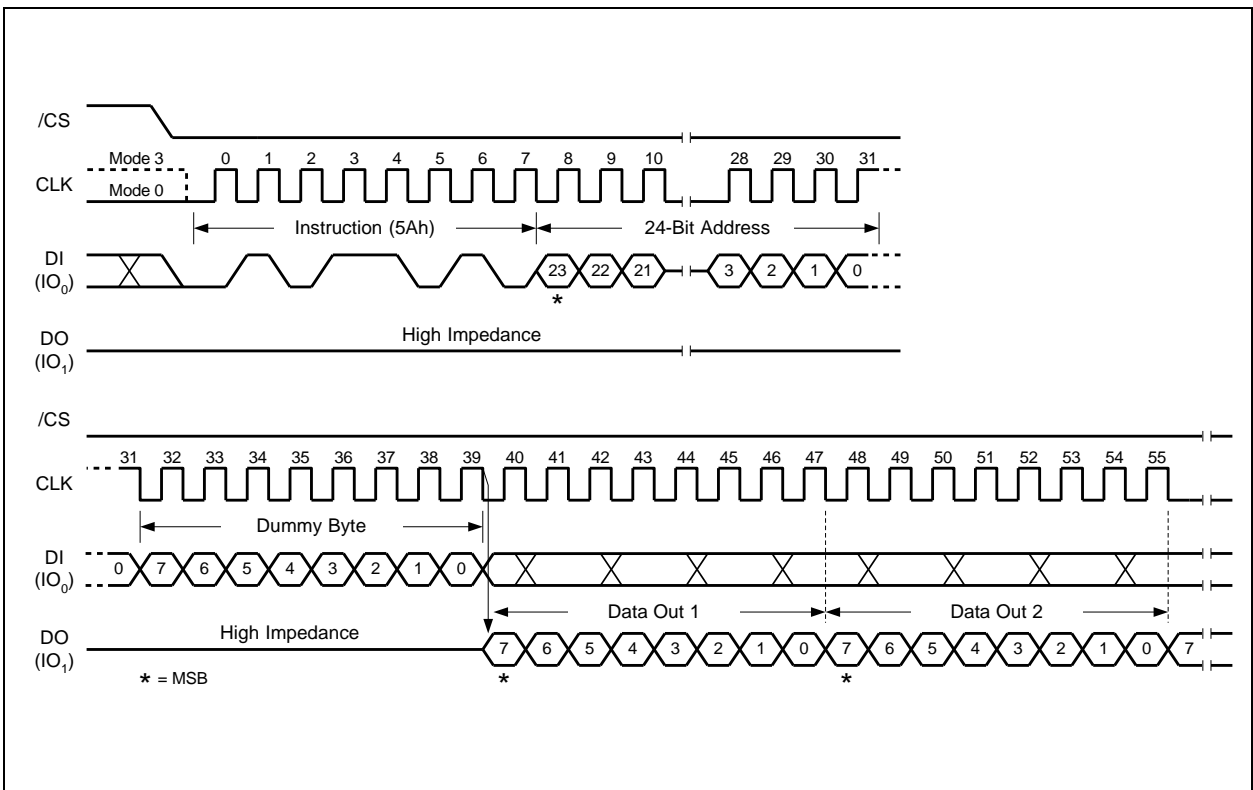 /CS
Mode 3 0 1 2 3 4 5 6 7 8 9 10 28 29 30 31
CLK
Mode 0
Instruction (5Ah) 24-Bit Address
DI
(IO0) 23 22 21 3 2 1 0
*
High Impedance
DO
(IO1)
/CS
31 32 33 34 35 36 37 38 39 40 41 42 43 44 45 46 47 48 49 50 51 52 53 54 55
CLK
Dummy Byte
DI
(IO0) 0 7 6 5 4 3 2 1 0
Data Out 1 Data Out 2
High Impedance
DO
(IO1) 7 6 5 4 3 2 1 0 7 6 5 4 3 2 1 0 7
* = MSB * *